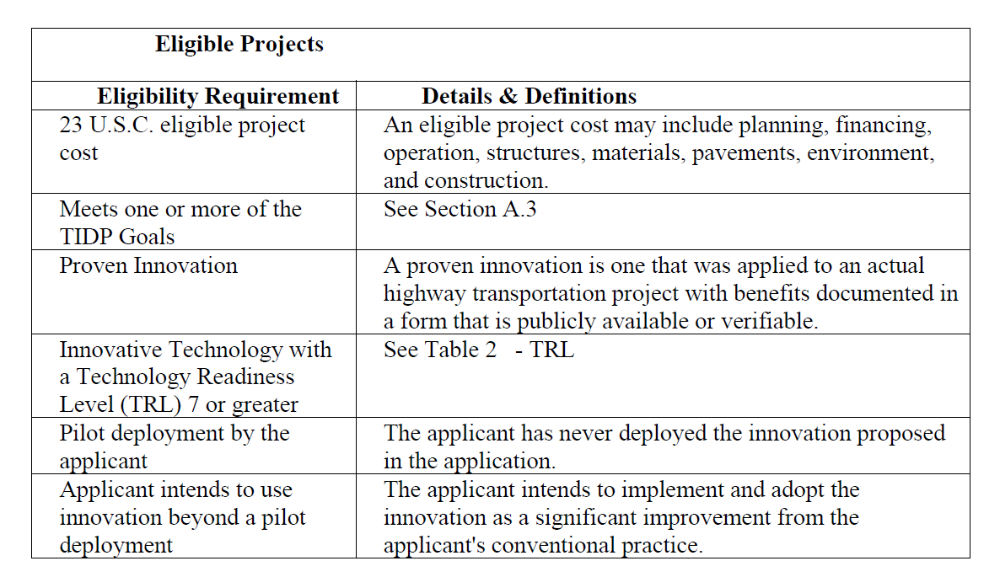 Eligible Projects
Eligibility Requirement
Details & Definitions
23 U.S.C. eligible project
cost
An eligible project cost may include planning, financing,
operation, structures, materials, pavements, environment,
and construction.
Meets one or more of the
TIDP Goals
See Section A.3
Proven Innovation
A proven innovation is one that was applied to an actual
highway transportation project with benefits documented in
a form that is publicly available or verifiable.
Innovative Technology with
a Technology Readiness
Level (TRL) 7 or greater
See Table 2 - TRL
Pilot deployment by the
applicant
The applicant has never deployed the innovation proposed
in the application.
Applicant intends to use
innovation beyond a pilot
deployment
The applicant intends to implement and adopt the
innovation as a significant improvement from the
applicant's conventional practice.